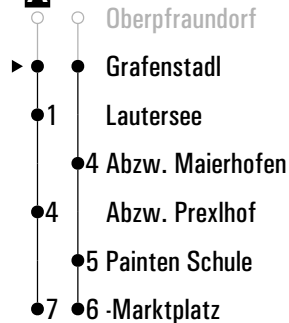 Oberpfraundorf
Grafenstadl
1 Lautersee
4 Abzw. Maierhofen
4 Abzw. Prexlhof
5 Painten Schule
7 6 -Marktplatz